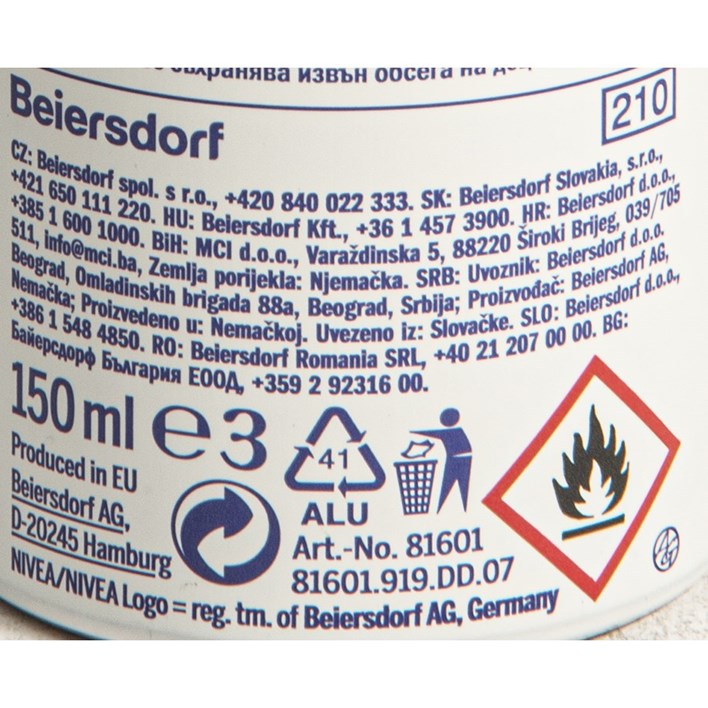 съхранява извън обсега на
Beiersdorf
210
CZ: Beiersdorf spol. s r.o., +420 840 022 333. SK: Beiersdorf Slovakia, s.r.o.,
+421 650 111 220. HU: Beiersdorf Kft., +36 1 457 3900. HR: Beiersdorf d.o.o.,
+385 1 600 1000. BiH: MCI d.o.o., Varaždinska 5, 88220 Široki Brijeg, 039/705
511, info@mci.ba, Zemlja porijekla: Njemačka. SRB: Uvoznik: Beiersdorf d.o.o.
Beograd, Omladinskih brigada 88a, Beograd, Srbija; Proizvođač: Beiersdorf AG,
Nemačka; Proizvedeno u: Nemačkoj. Uvezeno iz: Slovačke. SLO: Beiersdorf d.o.o.,
+386 1 548 4850. RO: Beiersdorf Romania SRL, +40 21 207 00 00. BG:
Байерсдорф България ЕООД, +359 2 92316 00.
150 ml e 3
41
ALU
Produced in EU
Beiersdorf AG,
D-20245 Hamburg
Art.-No. 81601
81601.919.DD.07
NIVEA/NIVEA Logo = reg. tm. of Beiersdorf AG, Germany